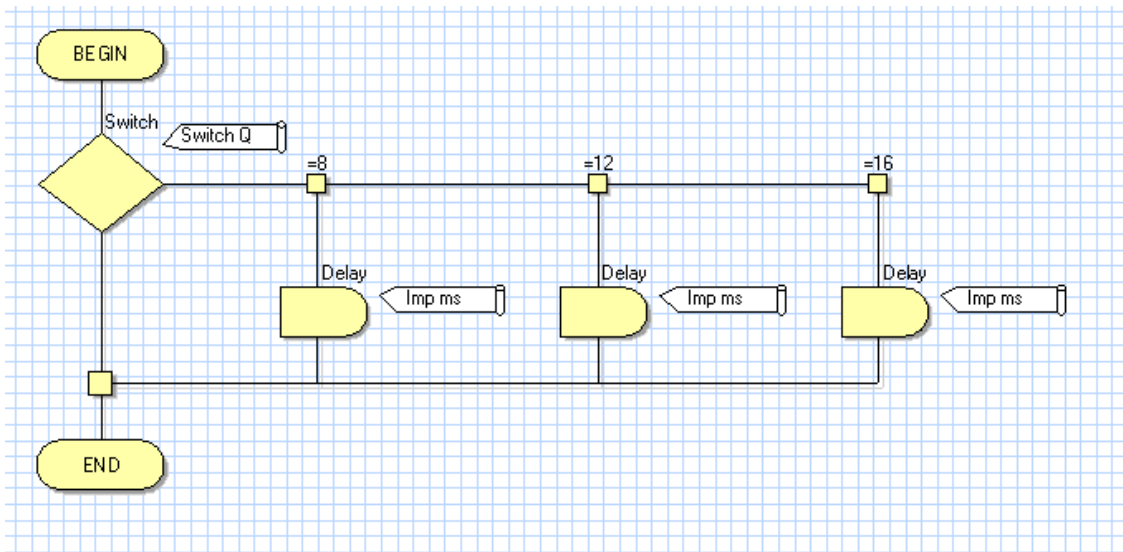 BEGIN
Switch
Switch Q
=8
=12
=16
Delay
Imp ms
Delay
Imp ms
Delay
Imp ms
END